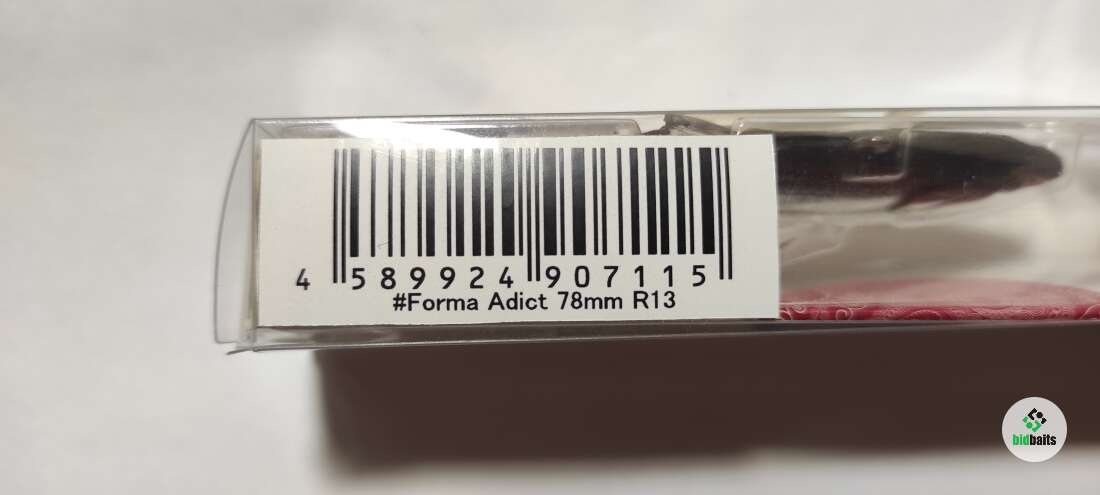 4 589924 907115
#Forma Adict 78mm R13
bidbaits